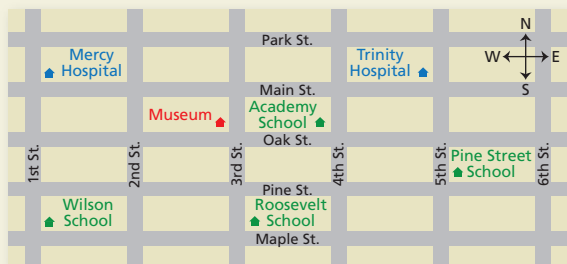 Park St.
N
W
E
S
Mercy
Hospital
Trinity
Hospital
Main St.
Museum
Academy
School
Oak St.
1st St.
2nd St.
3rd St.
4th St.
5th St.
6th St.
Pine Street
School
Pine St.
Wilson
School
Roosevelt
School
Maple St.